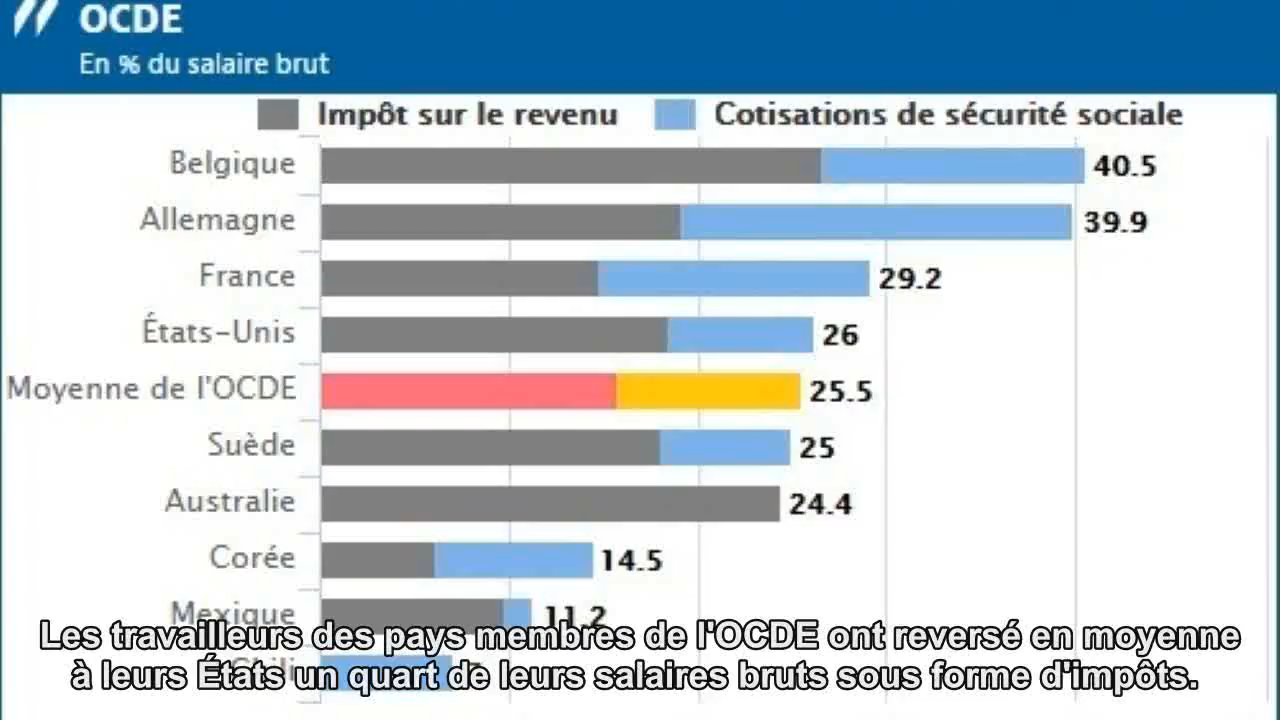 OCDE
En % du salaire brut
Impôt sur le revenu Cotisations de sécurité sociale
Belgique 40.5
Allemagne 39.9
France 29.2
États-Unis 26
Moyenne de l'OCDE 25.5
Suède 25
Australie 24.4
Corée 14.5
Mexique 11.2
Les travailleurs des pays membres de l'OCDE ont reversé en moyenne
à leurs États un quart de leurs salaires bruts sous forme d'impôts.